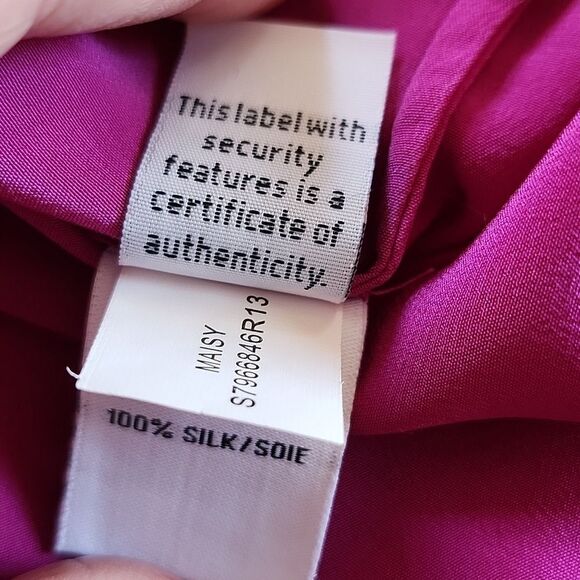 This label with
security
features is a
certificate of
authenticity.
MAISY
S7966846R13
100% SILK/SOIE